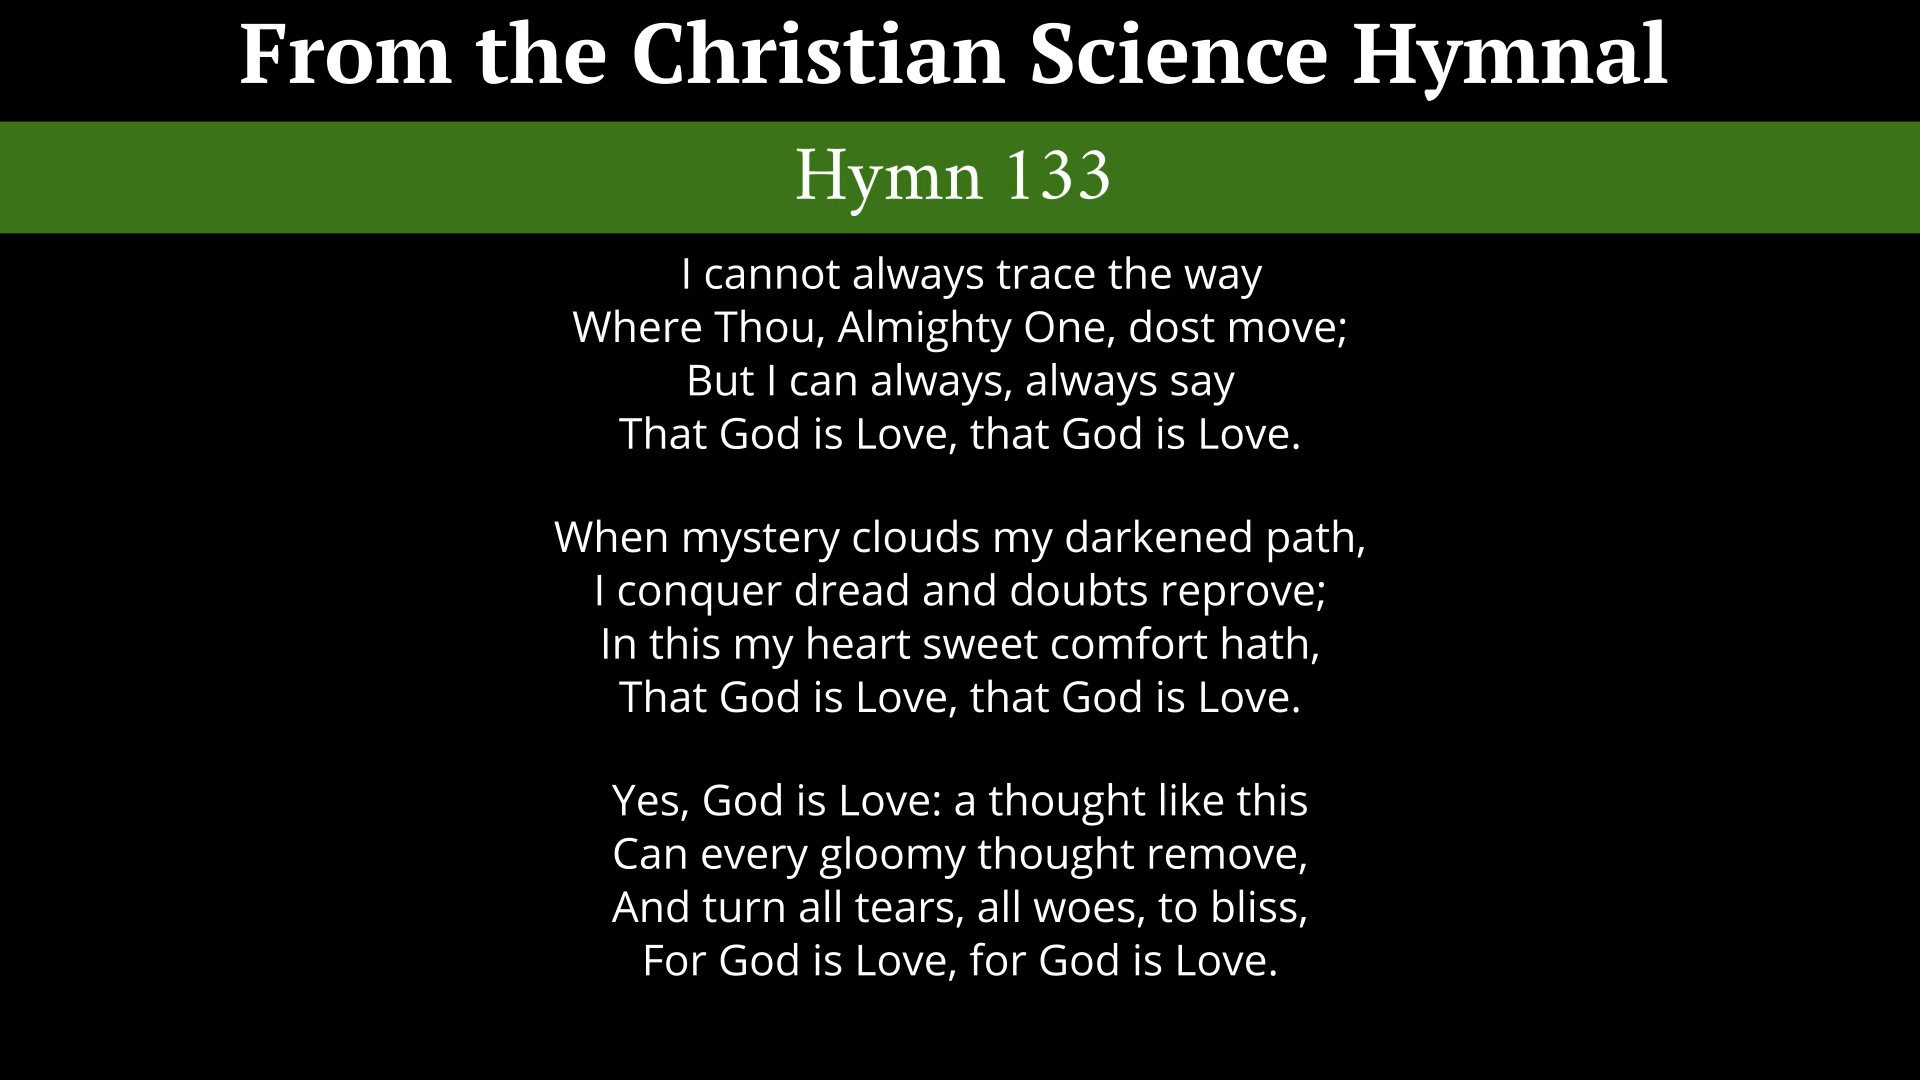 From the Christian Science Hymnal
Hymn 133
I cannot always trace the way
Where Thou, Almighty One, dost move;
But I can always, always say
That God is Love, that God is Love.
When mystery clouds my darkened path,
I conquer dread and doubts reprove;
In this my heart sweet comfort hath,
That God is Love, that God is Love.
Yes, God is Love: a thought like this
Can every gloomy thought remove,
And turn all tears, all woes, to bliss,
For God is Love, for God is Love.